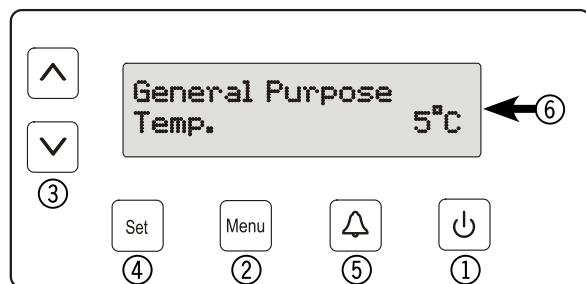 General Purpose
Temp. 5°C
⑥
③
Set
Menu
④
②
⑤
①